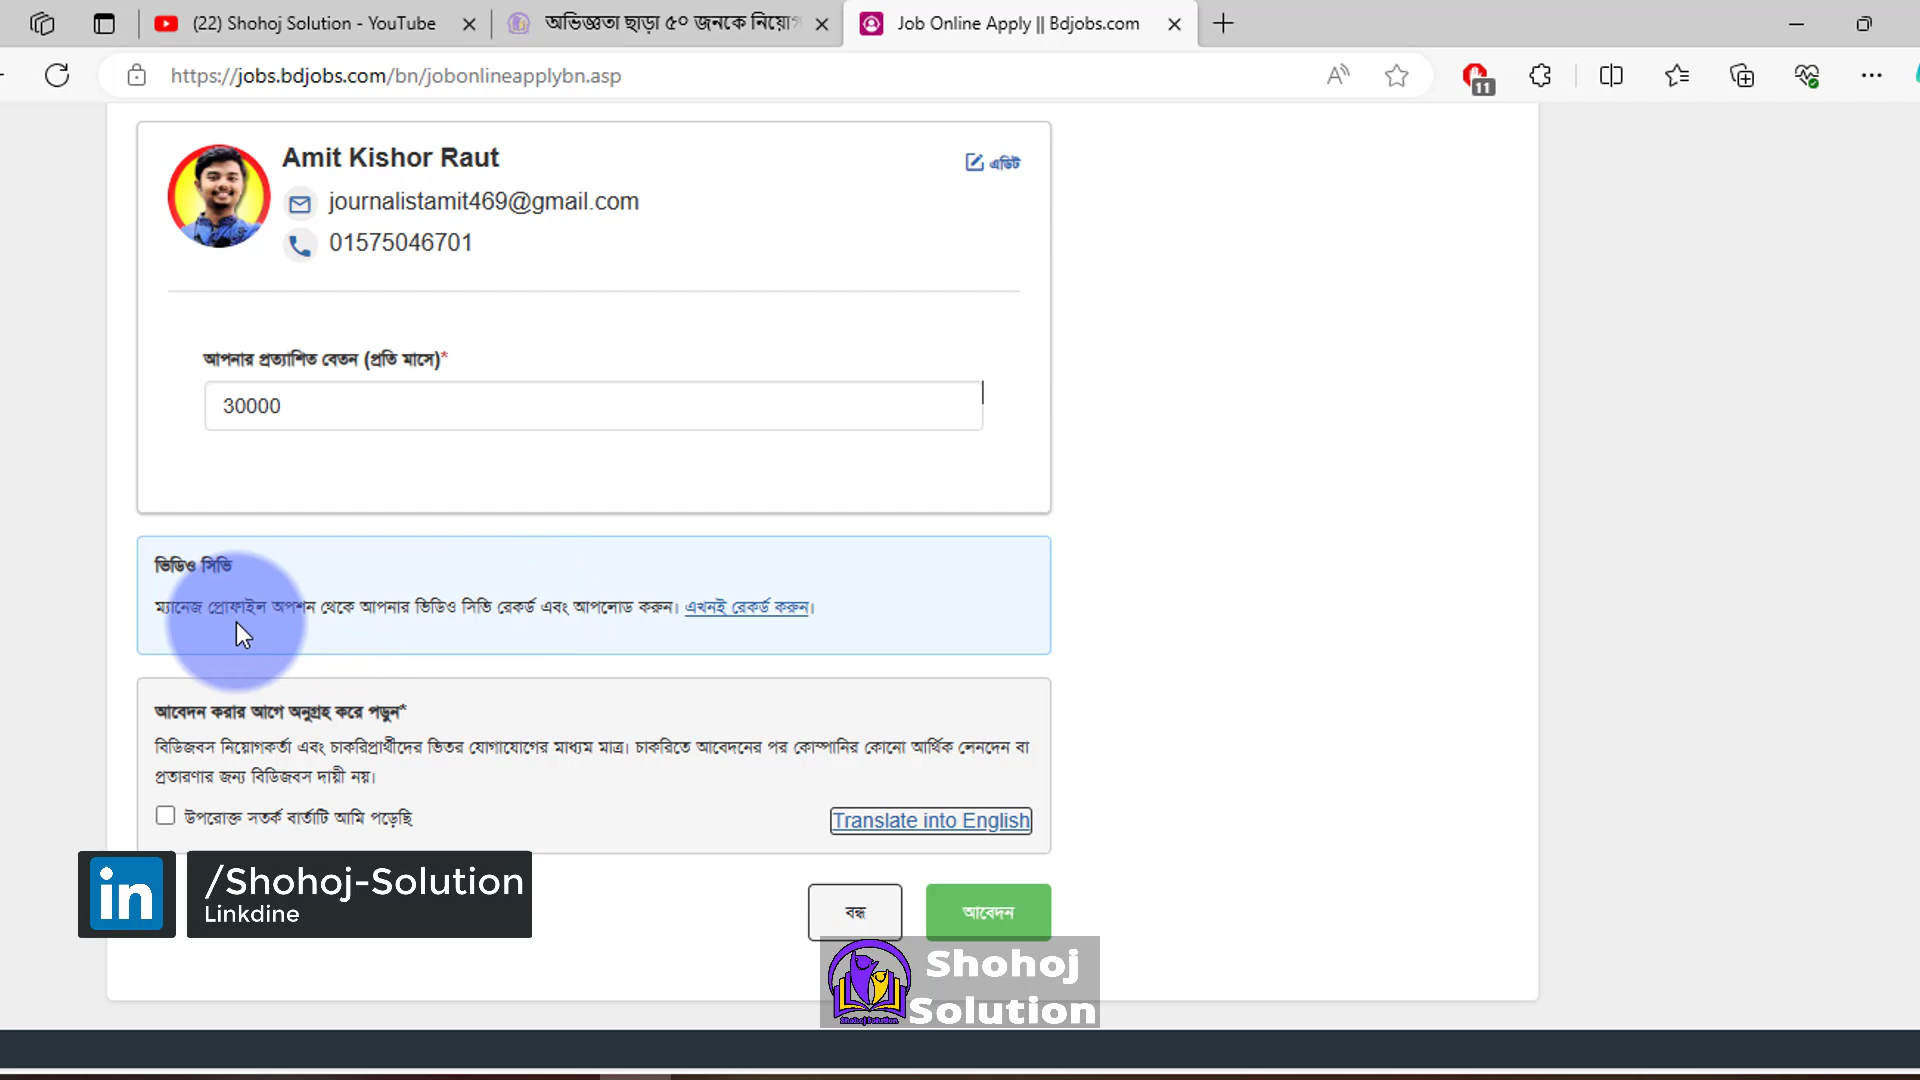 (22) Shohoj Solution - YouTube
অভিজ্ঞতা ছাড়া ৫০ জনকে নিয়োগ
Job Online Apply || Bdjobs.com
https://jobs.bdjobs.com/bn/jobonlineapplybn.asp
11
Amit Kishor Raut
এডিট
journalistamit469@gmail.com
01575046701
আপনার প্রত্যাশিত বেতন (প্রতি মাসে)*
30000
ভিডিও সিভি
ম্যানেজ প্রোফাইল অপশন থেকে আপনার ভিডিও সিভি রেকর্ড এবং আপলোড করুন। এখনই রেকর্ড করুন।
আবেদন করার আগে অনুগ্রহ করে পড়ুন*
বিডিজবস নিয়োগকর্তা এবং চাকরিপ্রার্থীদের ভিতর যোগাযোগের মাধ্যম মাত্র। চাকরিতে আবেদনের পর কোম্পানির কোনো আর্থিক লেনদেন বা
প্রতারণার জন্য বিডিজবস দায়ী নয়।
উপরোক্ত সতর্ক বার্তাটি আমি পড়েছি
Translate into English
in
/Shohoj-Solution
Linkdine
বন্ধ
আবেদন
Shohoj
Solution
Shohoj Solution